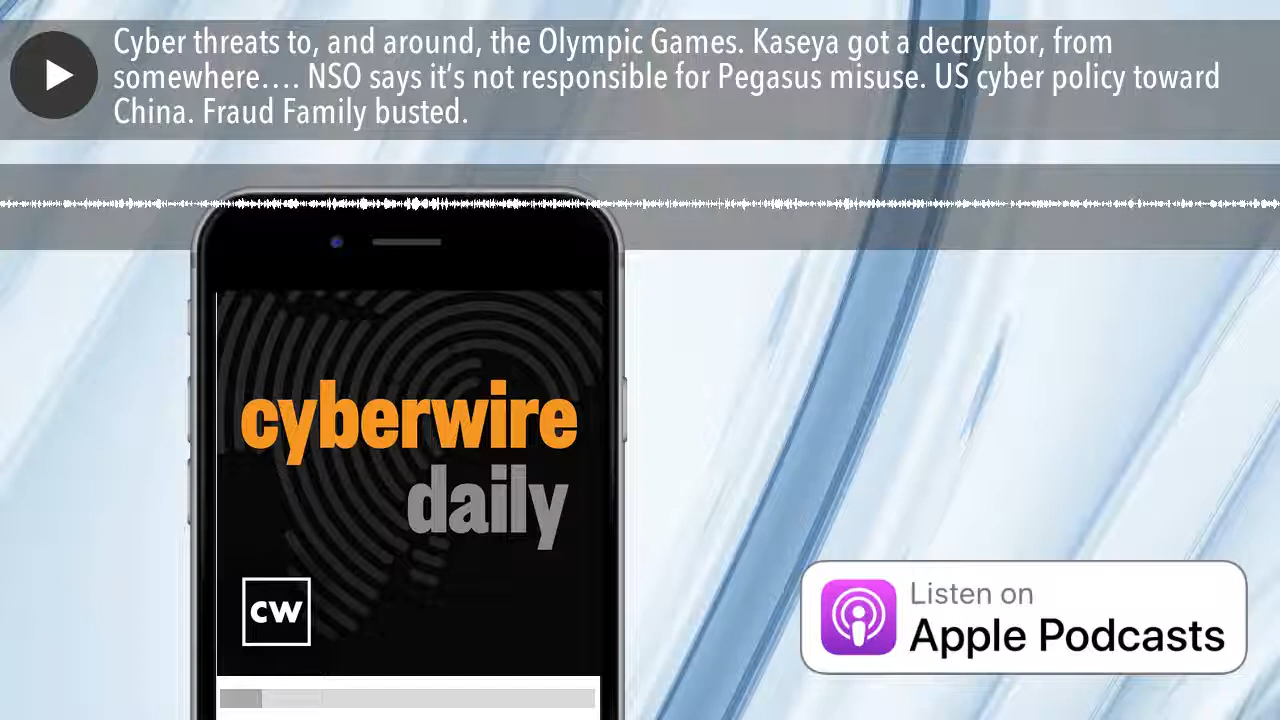 Cyber threats to, and around, the Olympic Games. Kaseya got a decryptor, from
somewhere…. NSO says it’s not responsible for Pegasus misuse. US cyber policy toward
China. Fraud Family busted.
cyberwire
daily
CW
Listen on
Apple Podcasts